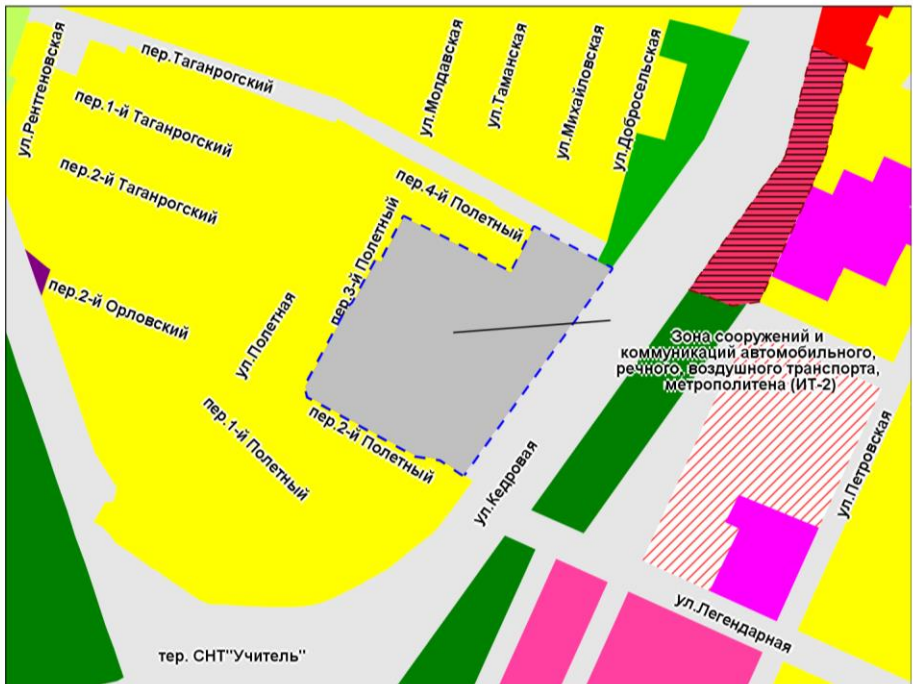 ул.Рентгеновская
пер.Таганрогский
пер.1-й Таганрогский
пер.2-й Таганрогский
ул.Молдавская
ул.Таманская
ул.Михайловская
ул.Добросельская
пер.4-й Полетный
пер.3-й Полетный
пер.2-й Орловский
ул.Полетная
пер.1-й Полетный
пер.2-й Полетный
ул.Кедровая
Зона сооружений и
коммуникаций автомобильного,
речного, воздушного транспорта,
метрополитена (ИТ-2)
ул.Петровская
ул.Легендарная
тер. СНТ"Учитель"